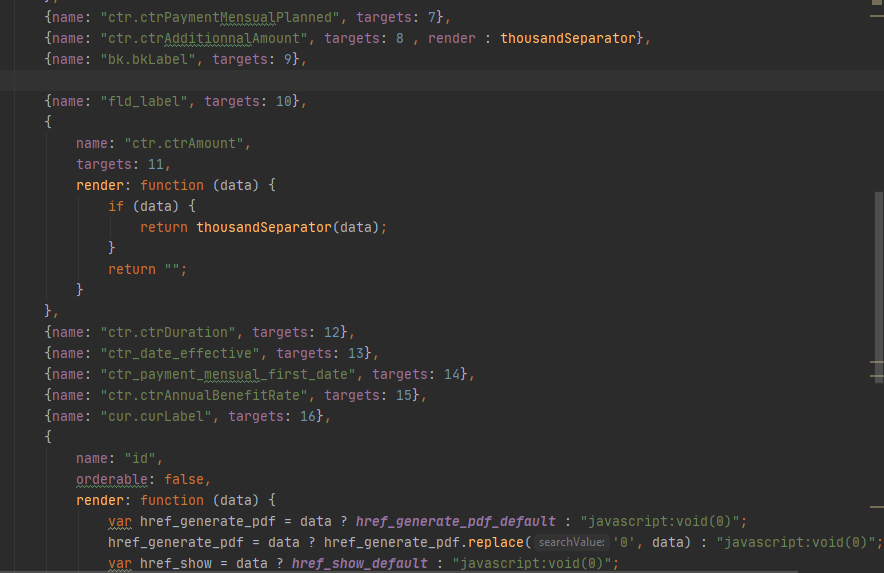 {name: "ctr.ctrPaymentMensualPlanned", targets: 7},
{name: "ctr.ctrAdditionnalAmount", targets: 8 , render : thousandSeparator},
{name: "bk.bkLabel", targets: 9},
{name: "fld_label", targets: 10},
{
name: "ctr.ctrAmount",
targets: 11,
render: function (data) {
if (data) {
return thousandSeparator(data);
}
return "";
}
},
{name: "ctr.ctrDuration", targets: 12},
{name: "ctr_date_effective", targets: 13},
{name: "ctr_payment_mensual_first_date", targets: 14},
{name: "ctr.ctrAnnualBenefitRate", targets: 15},
{name: "cur.curLabel", targets: 16},
{
name: "id",
orderable: false,
render: function (data) {
var href_generate_pdf = data ? href_generate_pdf_default : "javascript:void(0)";
href_generate_pdf = data ? href_generate_pdf.replace( searchValue: '0', data) : "javascript:void(0)";
var href_show = data ? href_show_default : "javascript:void(0)";